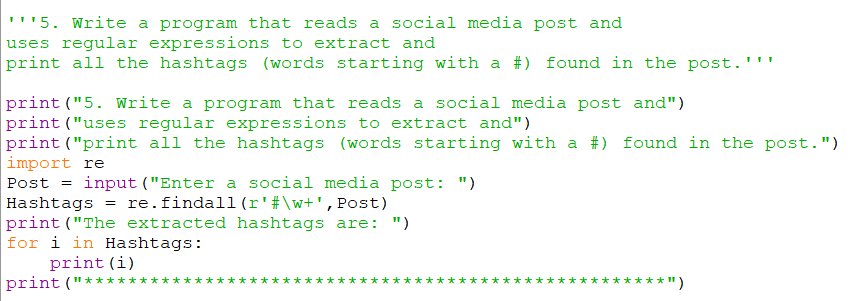 '''5. Write a program that reads a social media post and
uses regular expressions to extract and
print all the hashtags (words starting with a #) found in the post.'''
print("5. Write a program that reads a social media post and")
print("uses regular expressions to extract and")
print("print all the hashtags (words starting with a #) found in the post.")
import re
Post = input("Enter a social media post: ")
Hashtags = re.findall(r'#\w+',Post)
print("The extracted hashtags are: ")
for i in Hashtags:
    print(i)
print("*****************************************************")